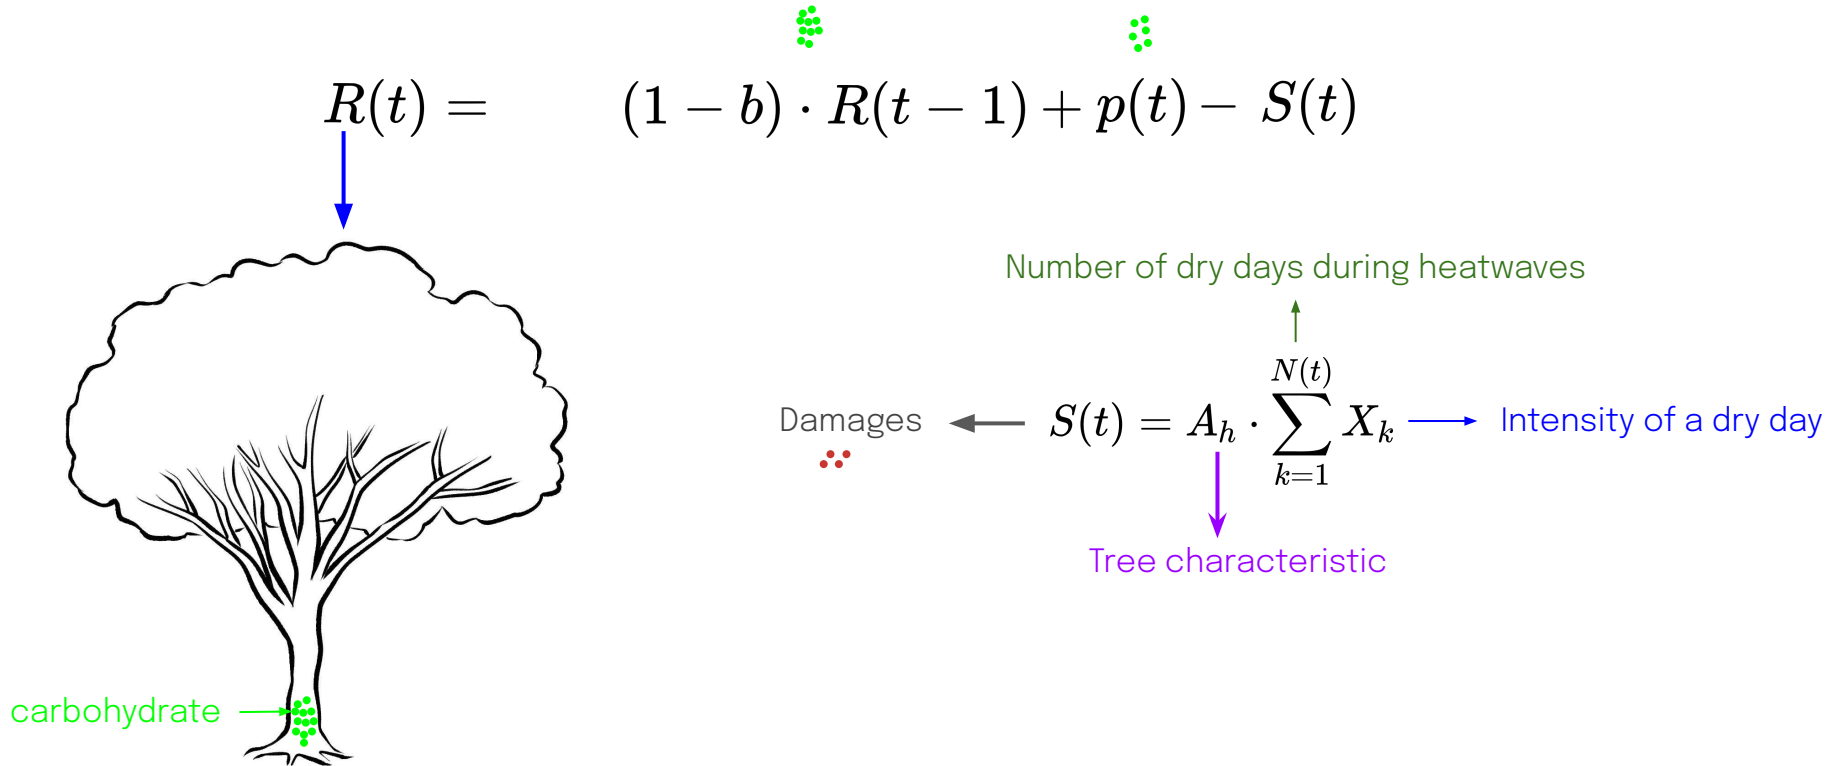 R(t) = (1 − b) · R(t − 1) + p(t) − S(t)
Number of dry days during heatwaves
N(t)
Damages
S(t) = A_h · ∑ X_k
Intensity of a dry day
k=1
Tree characteristic
carbohydrate